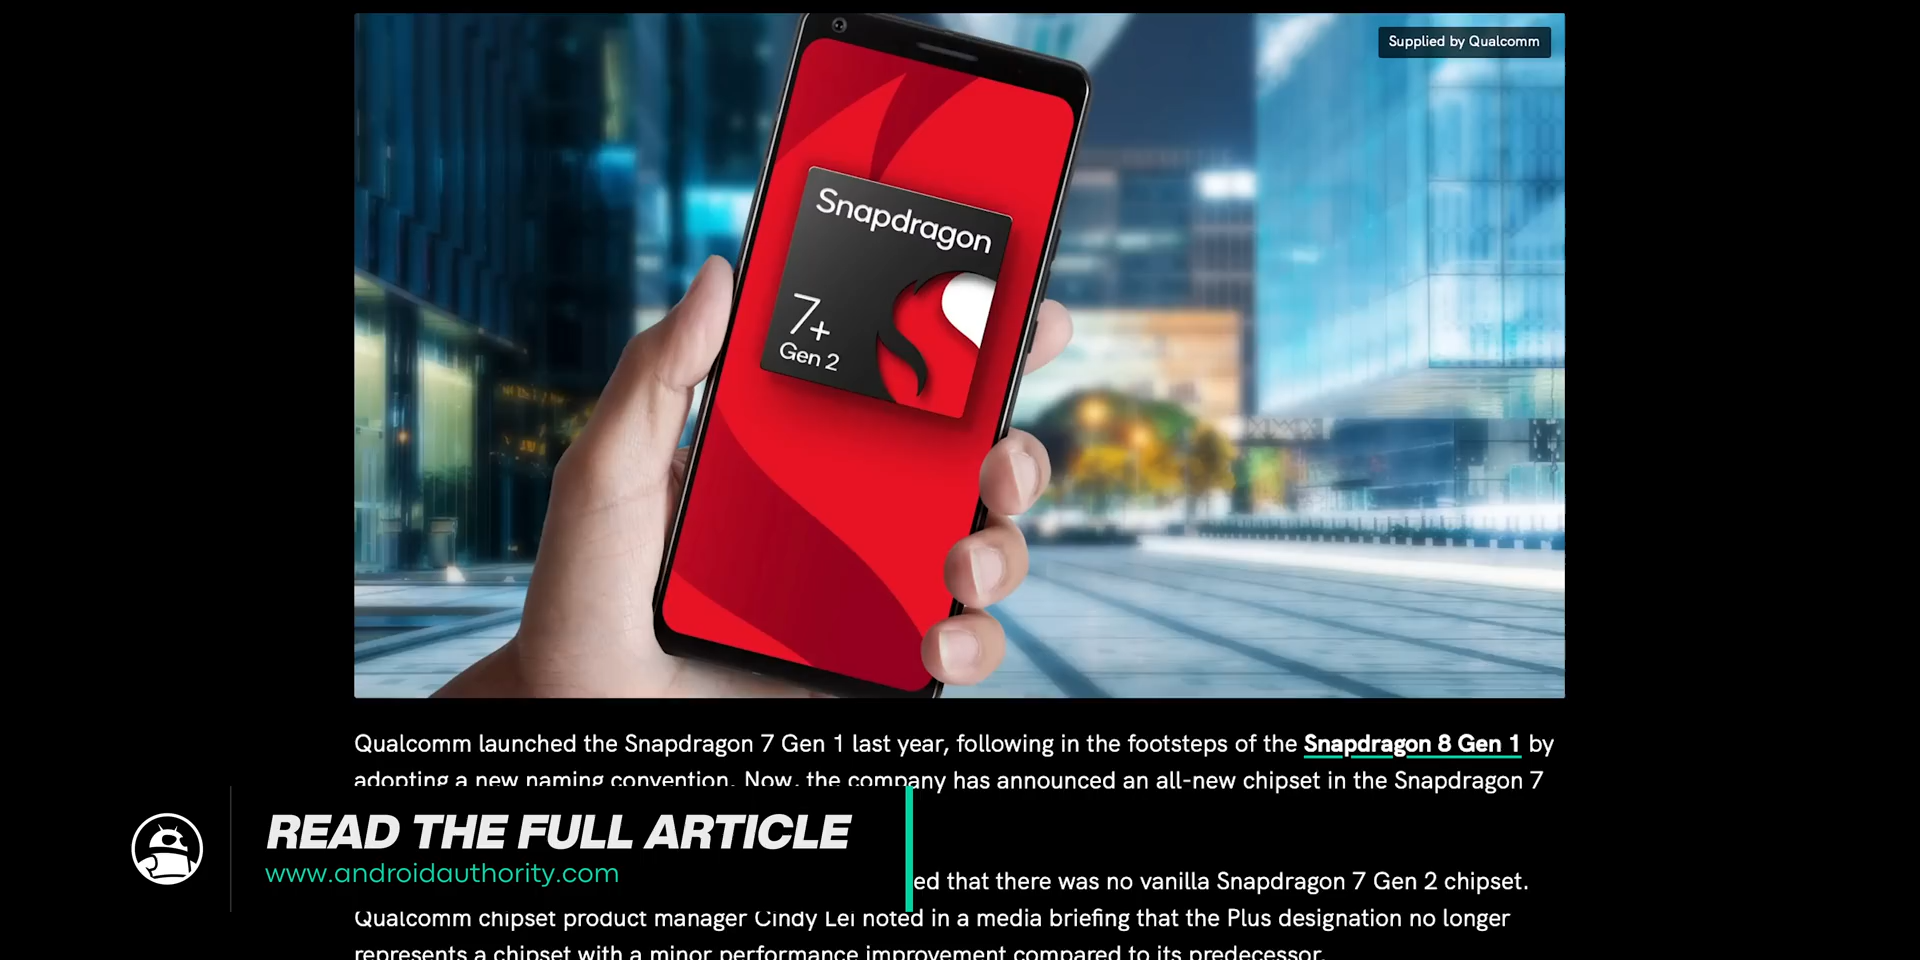 Supplied by Qualcomm
Snapdragon
7+
Gen 2
Qualcomm launched the Snapdragon 7 Gen 1 last year, following in the footsteps of the Snapdragon 8 Gen 1 by
adopting a new naming convention. Now, the company has announced an all-new chipset in the Snapdragon 7
READ THE FULL ARTICLE
www.androidauthority.com
ed that there was no vanilla Snapdragon 7 Gen 2 chipset.
Qualcomm chipset product manager Cindy Lei noted in a media briefing that the Plus designation no longer
represents a chipset with a minor performance improvement compared to its predecessor.